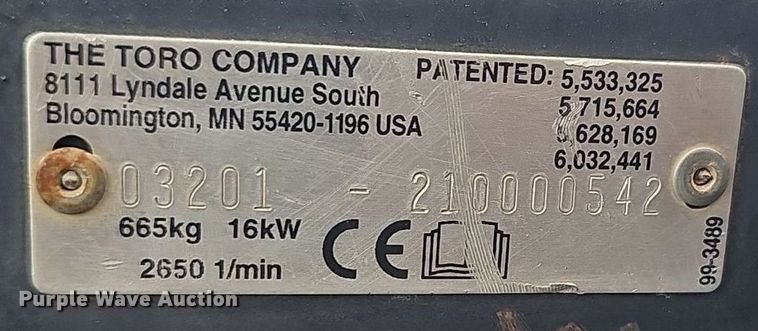 THE TORO COMPANY
8111 Lyndale Avenue South
Bloomington, MN 55420-1196 USA
PATENTED: 5,533,325
5,715,664
,628,169
6,032,441
03201 - 210000542
665kg 16kW
2650 1/min
CE
99-3489
Purple Wave Auction